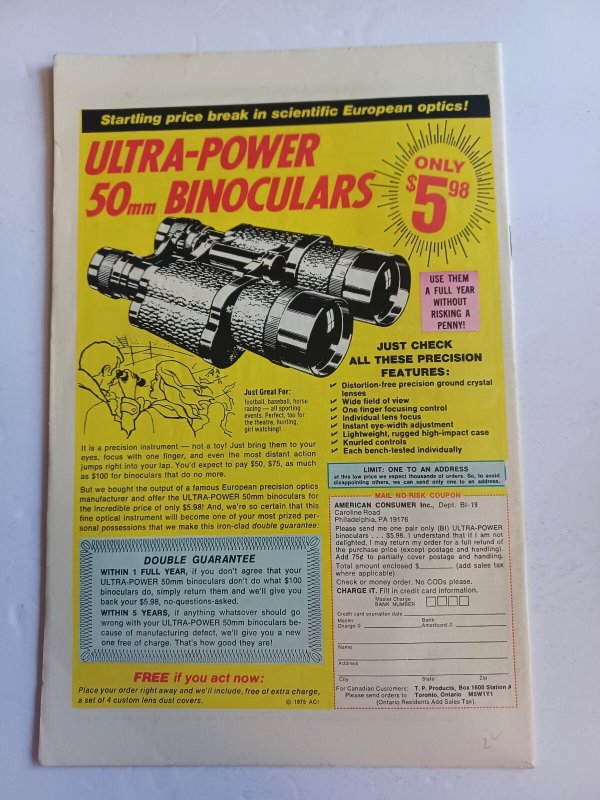 Startling price break in scientific European optics!
ULTRA-POWER
50mm BINOCULARS
ONLY
$5.98
USE THEM
A FULL YEAR
WITHOUT
RISKING A
PENNY!
JUST CHECK
ALL THESE PRECISION
FEATURES:
✓ Distortion-free precision ground crystal
lenses
✓ Wide field of view
✓ One finger focusing control
✓ Individual lens focus
✓ Instant eye-width adjustment
✓ Lightweight, rugged high-impact case
✓ Knurled controls
✓ Each bench-tested individually
Just Great For:
football, baseball, horse
racing — all sporting
events. Perfect, too for
the theatre, hunting,
girl watching!
It is a precision instrument — not a toy! Just bring them to your
eyes, focus with one finger, and even the most distant action
jumps right into your lap. You'd expect to pay $50, $75, as much
as $100 for binoculars that do no more.
But we bought the output of a famous European precision optics
manufacturer and offer the ULTRA-POWER 50mm binoculars for
the incredible price of only $5.98! And, we're so certain that this
fine optical instrument will become one of your most prized per-
sonal possessions that we make this iron-clad double guarantee:
DOUBLE GUARANTEE
WITHIN 1 FULL YEAR, if you don't agree that your
ULTRA-POWER 50mm binoculars don't do what $100
binoculars do, simply return them and we'll give you
back your $5.98, no-questions-asked.
WITHIN 5 YEARS, if anything whatsoever should go
wrong with your ULTRA-POWER 50mm binoculars be-
cause of manufacturing defect, we'll give you a new
one free of charge. That's how good they are!
FREE if you act now:
Place your order right away and we'll include, free of extra charge,
a set of 4 custom lens dust covers.
© 1975 ACI
LIMIT: ONE TO AN ADDRESS
at this low price we expect thousands of orders. So, to avoid
disappointing others, we can send only one to an address.
MAIL NO-RISK COUPON
AMERICAN CONSUMER Inc., Dept. BI-19
Caroline Road
Philadelphia, PA 19176
Please send me one pair only (BI) ULTRA-POWER
binoculars . . . $5.98. I understand that if I am not
delighted, I may return my order for a full refund of
the purchase price (except postage and handling).
Add 75¢ to partially cover postage and handling.
Total amount enclosed $ (add sales tax
where applicable)
Check or money order. No CODs please.
CHARGE IT. Fill in credit card information.
Master Charge
BANK NUMBER
Credit card expiration date
Master
Charge #
Bank
Americard #
Name
Address
City State Zip
For Canadian Customers: T. P. Products, Box 1600 Station A
Please send orders to Toronto, Ontario M5W1Y1
(Ontario Residents Add Sales Tax).